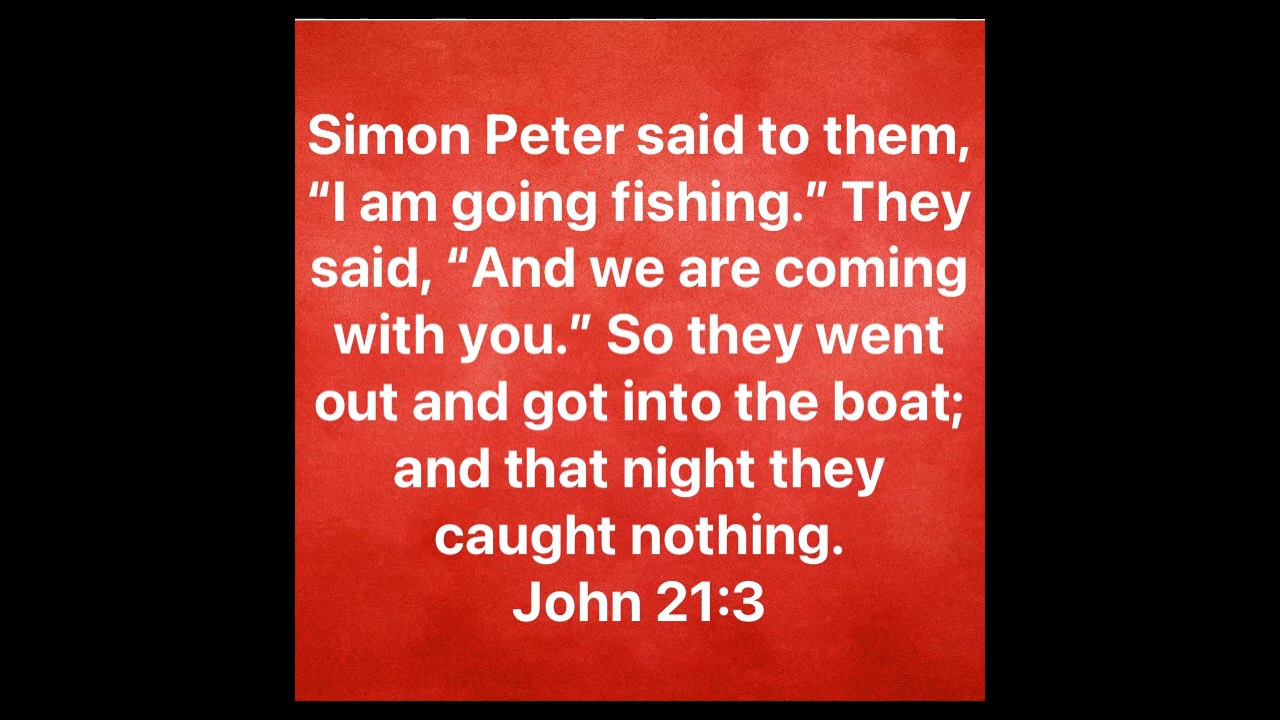 Simon Peter said to them,
“I am going fishing.” They
said, “And we are coming
with you.” So they went
out and got into the boat;
and that night they
caught nothing.
John 21:3